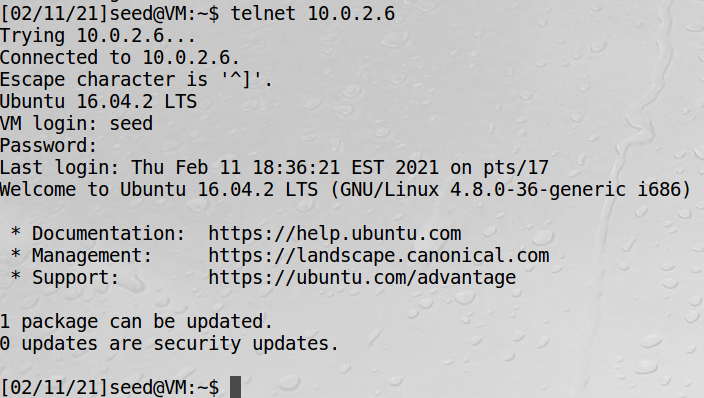 [02/11/21]seed@VM:~$ telnet 10.0.2.6
Trying 10.0.2.6...
Connected to 10.0.2.6.
Escape character is '^]'.
Ubuntu 16.04.2 LTS
VM login: seed
Password:
Last login: Thu Feb 11 18:36:21 EST 2021 on pts/17
Welcome to Ubuntu 16.04.2 LTS (GNU/Linux 4.8.0-36-generic i686)

 * Documentation:  https://help.ubuntu.com
 * Management:     https://landscape.canonical.com
 * Support:        https://ubuntu.com/advantage

1 package can be updated.
0 updates are security updates.

[02/11/21]seed@VM:~$